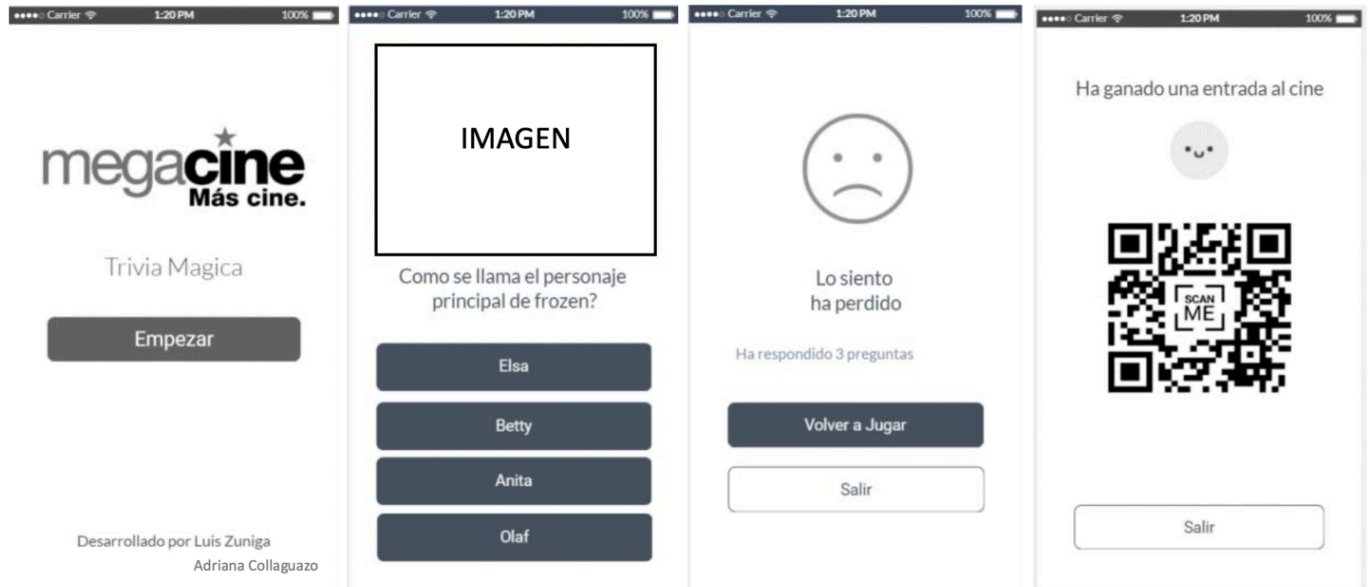 Carrier 1:20 PM 100%
megacine
Más cine.
Trivia Magica
Empezar
Desarrollado por Luis Zuniga
Adriana Collaguazo
Carrier 1:20 PM 100%
IMAGEN
Como se llama el personaje
principal de frozen?
Elsa
Betty
Anita
Olaf
Carrier 1:20 PM 100%
Lo siento
ha perdido
Ha respondido 3 preguntas
Volver a Jugar
Salir
Carrier 1:20 PM 100%
Ha ganado una entrada al cine
SCAN
ME
Salir